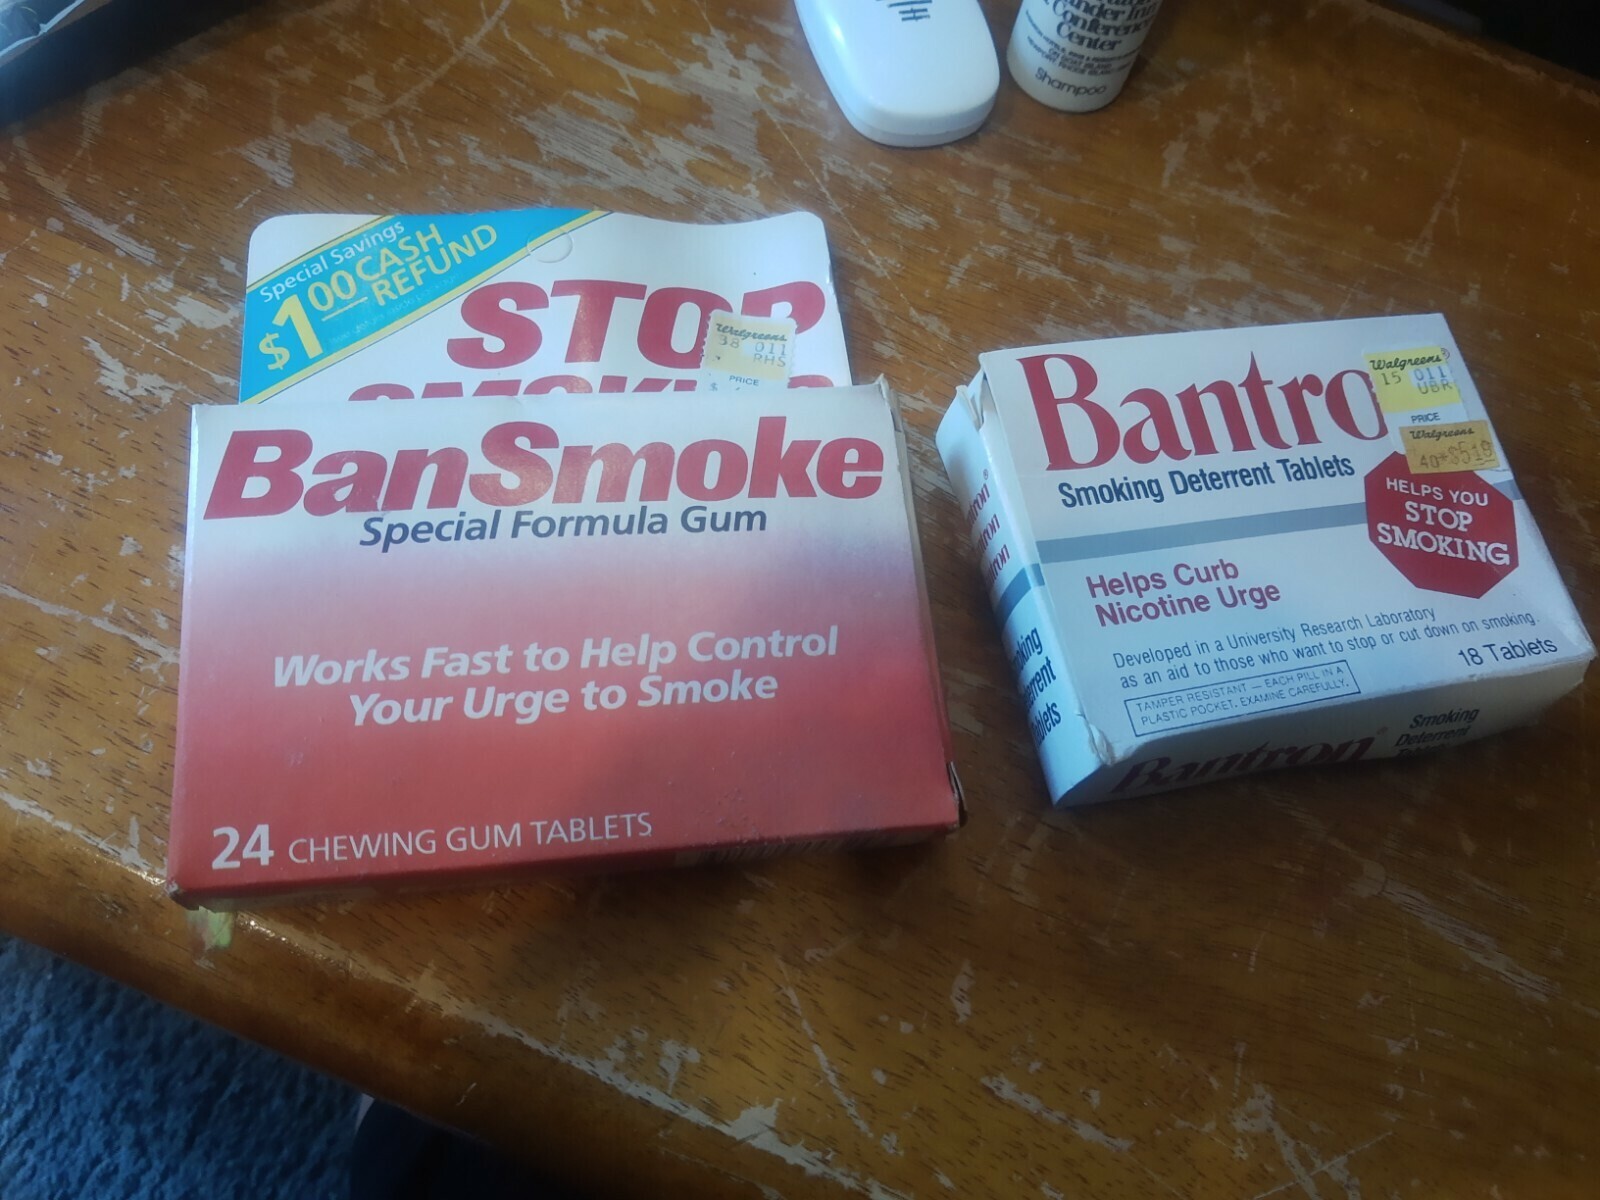 Center
Shampoo
Special Savings
$1.00 CASH
REFUND
STOP
Walgreens
38 011
RHS
PRICE
BanSmoke
Special Formula Gum
Works Fast to Help Control
Your Urge to Smoke
24 CHEWING GUM TABLETS
Bantron
Smoking Deterrent Tablets
Walgreens
15 011
UBR
PRICE
Walgreens
HELPS YOU
STOP
SMOKING
Helps Curb
Nicotine Urge
Developed in a University Research Laboratory
as an aid to those who want to stop or cut down on smoking.
18 Tablets
TAMPER RESISTANT — EACH PILL IN A
PLASTIC POCKET. EXAMINE CAREFULLY.
Bantron®
Smoking
Deterrent